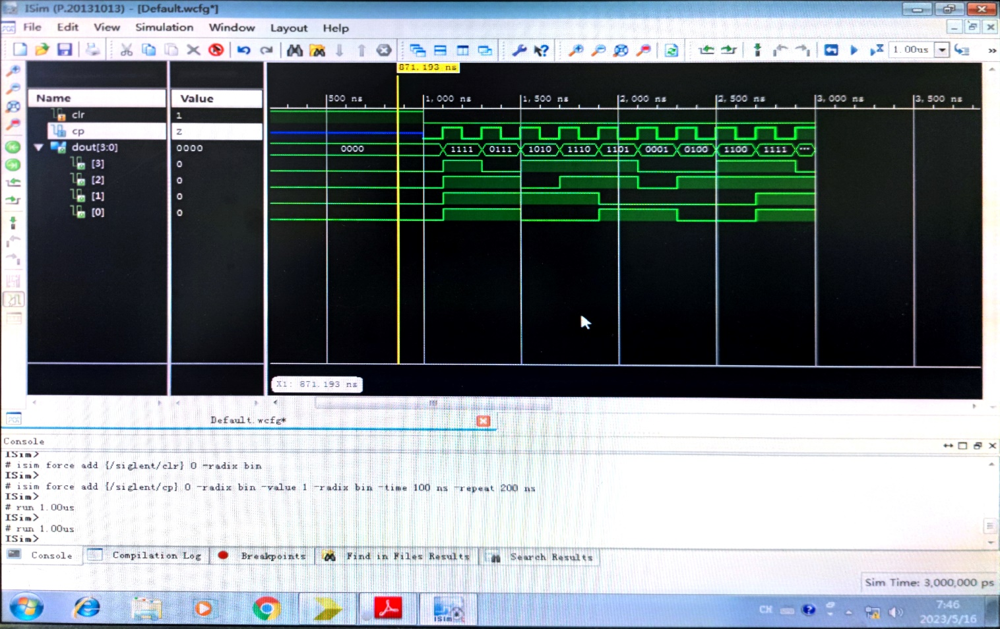 ISim (P.20131013) - [Default.wcfg*]
File Edit View Simulation Window Layout Help
1.00us
871.193 ns
Name Value
500 ns 1,000 ns 1,500 ns 2,000 ns 2,500 ns 3,000 ns 3,500 ns
clr 1
cp Z
dout[3:0] 0000 0000 1111 0111 1010 1110 1101 0001 0100 1100 1111 ...
[3] 0
[2] 0
[1] 0
[0] 0
X1: 871.193 ns
Default.wcfg*
Console
ISim>
# isim force add {/siglent/clr} 0 -radix bin
ISim>
# isim force add {/siglent/cp} 0 -radix bin -value 1 -radix bin -time 100 ns -repeat 200 ns
ISim>
# run 1.00us
ISim>
# run 1.00us
ISim>
Console Compilation Log Breakpoints Find in Files Results Search Results
Sim Time: 3,000,000 ps
ISim
CH
7:46
2023/5/16